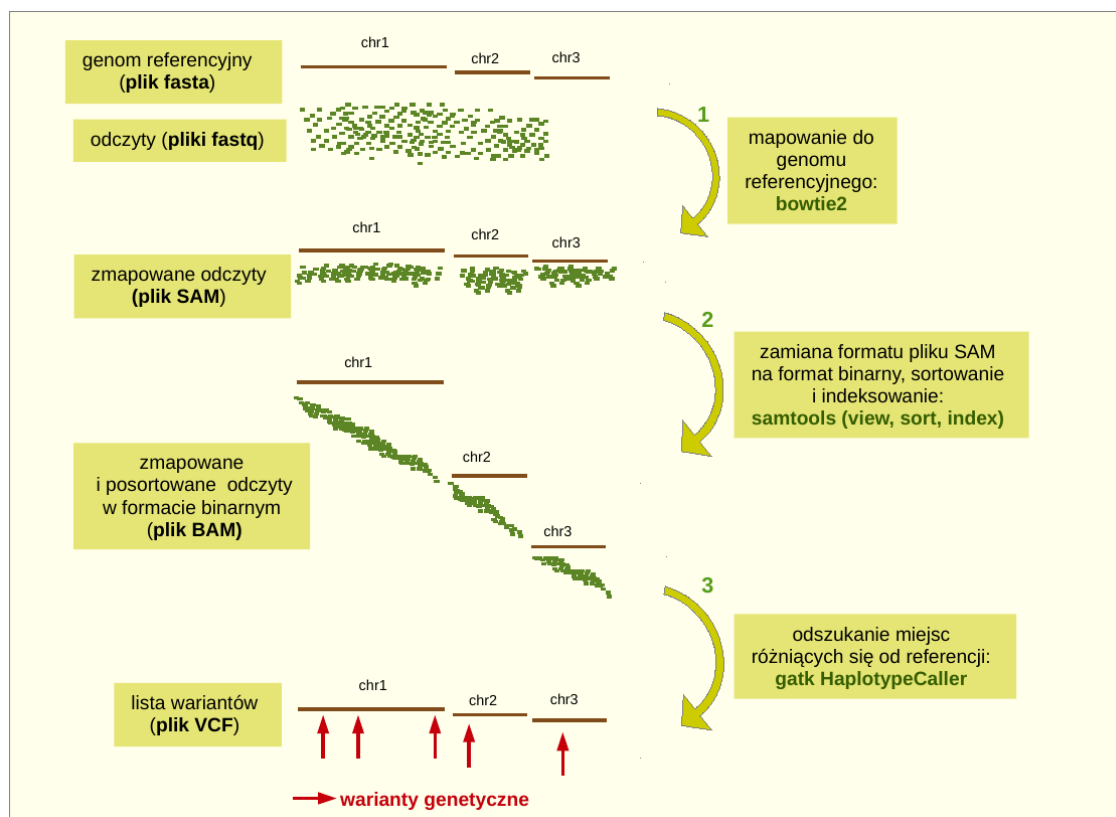 genom referencyjny
(plik fasta)
chr1
chr2
chr3
odczyty (pliki fastq)
1
mapowanie do
genomu
referencyjnego:
bowtie2
zmapowane odczyty
(plik SAM)
chr1
chr2
chr3
2
zamiana formatu pliku SAM
na format binarny, sortowanie
i indeksowanie:
samtools (view, sort, index)
zmapowane
i posortowane odczyty
w formacie binarnym
(plik BAM)
chr1
chr2
chr3
3
odszukanie miejsc
różniących się od referencji:
gatk HaplotypeCaller
lista wariantów
(plik VCF)
chr1
chr2
chr3
warianty genetyczne